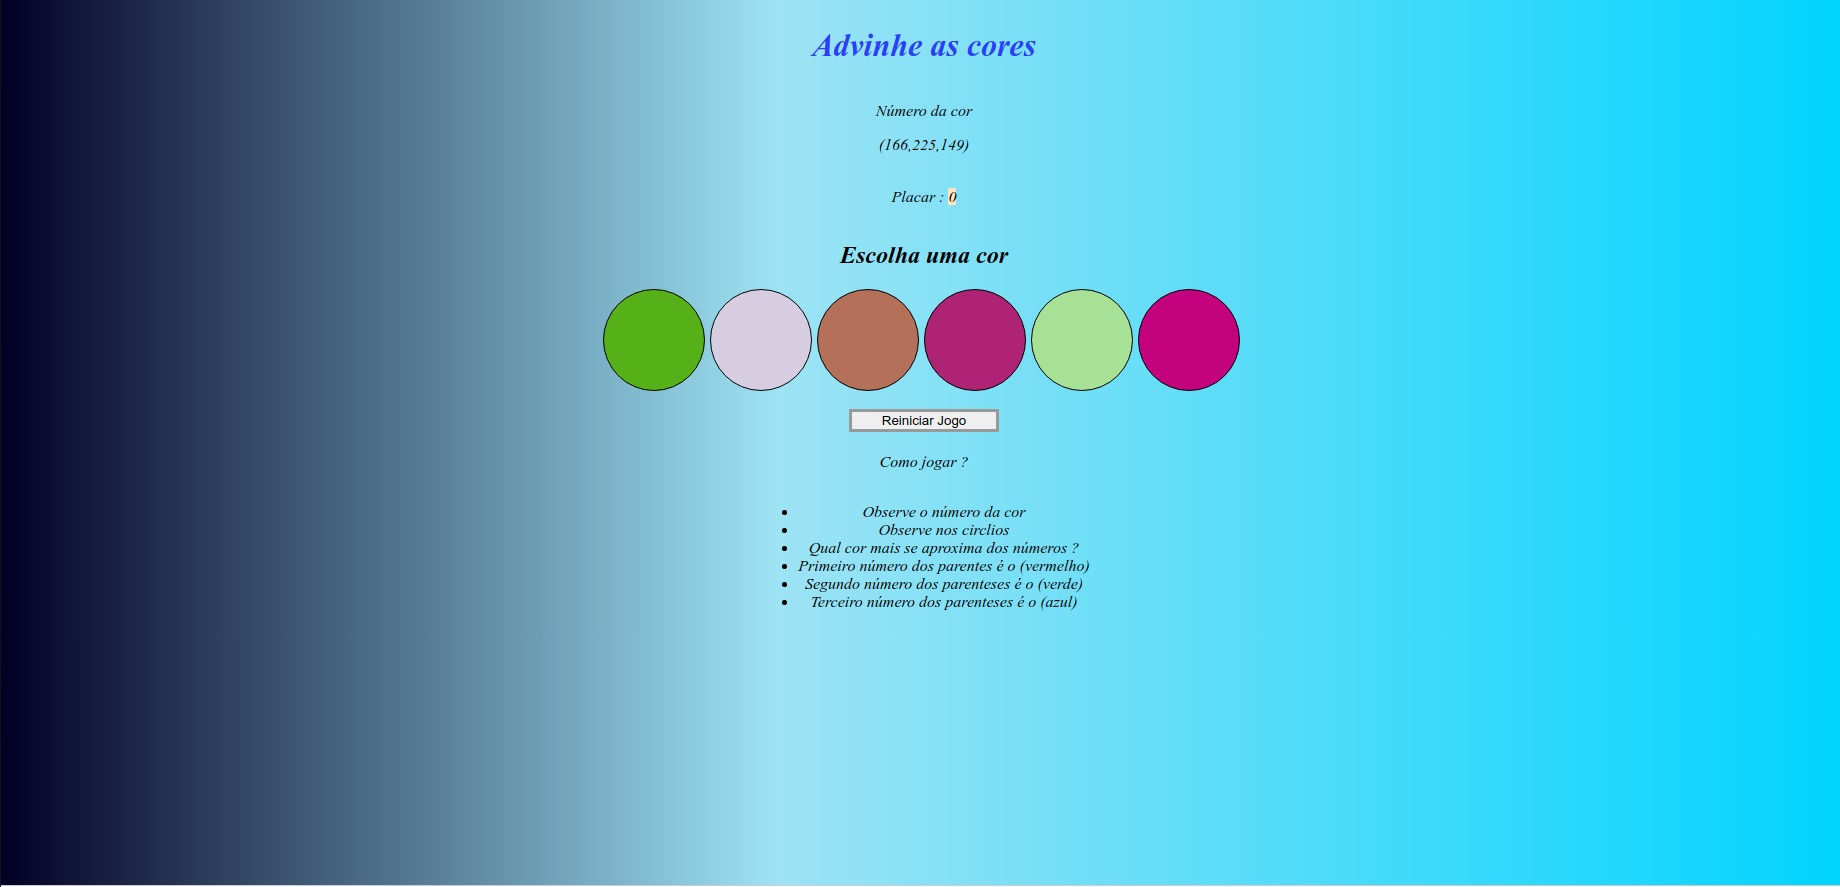 Advinhe as cores
Número da cor
(166,225,149)
Placar : 0
Escolha uma cor
Reiniciar Jogo
Como jogar ?
Observe o número da cor
Observe nos circlios
Qual cor mais se aproxima dos números ?
Primeiro número dos parentes é o (vermelho)
Segundo número dos parenteses é o (verde)
Terceiro número dos parenteses é o (azul)